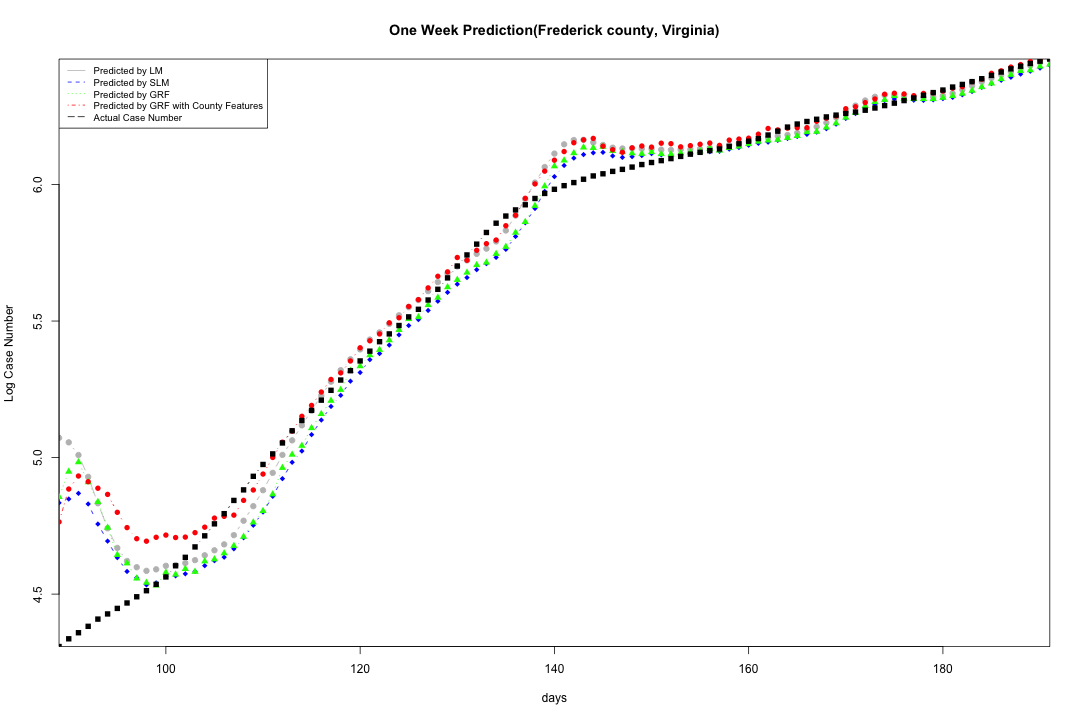 One Week Prediction(Frederick county, Virginia)
Predicted by LM
Predicted by SLM
Predicted by GRF
Predicted by GRF with County Features
Actual Case Number
Log Case Number
6.0
5.5
5.0
4.5
100 120 140 160 180
days